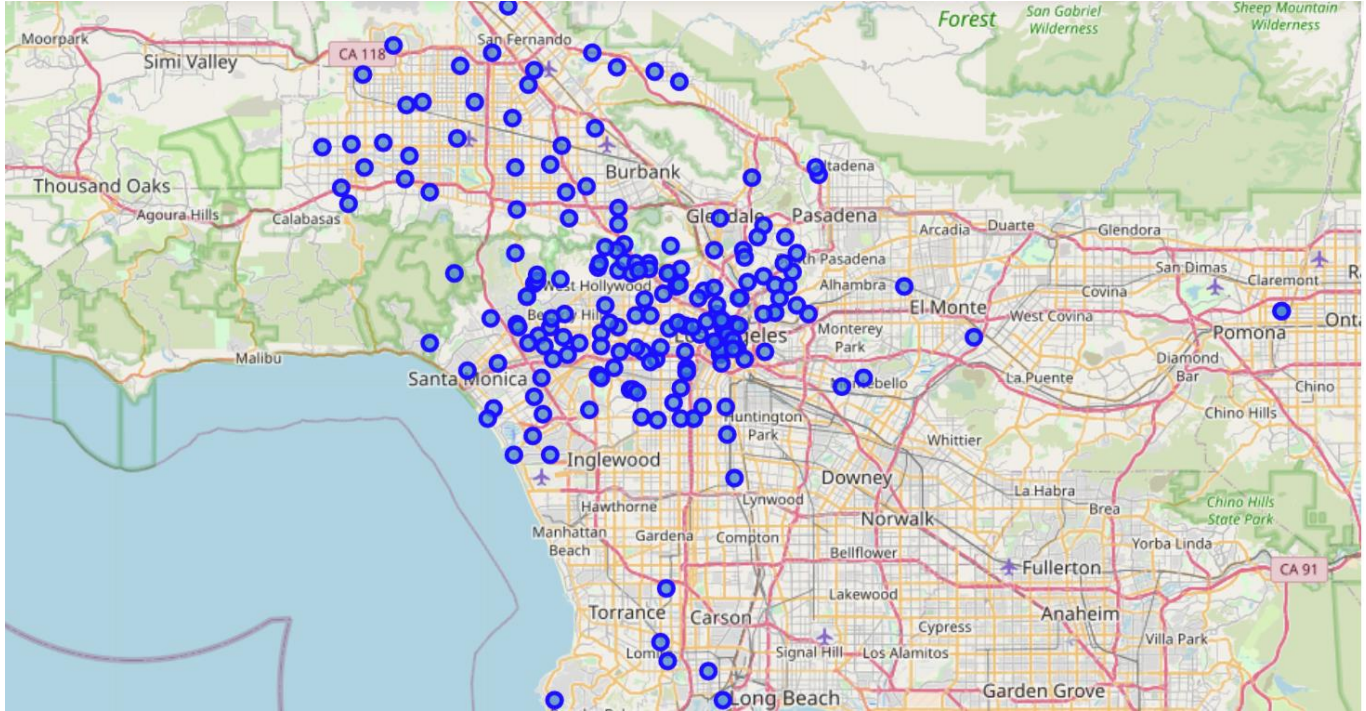 Forest
San Gabriel
Wilderness
Sheep Mountain
Wilderness
Moorpark
San Fernando
CA 118
Simi Valley
Burbank
Thousand Oaks
Agoura Hills
Calabasas
Pasadena
Arcadia
Duarte
Glendora
San Dimas
Claremont
West Hollywood
Alhambra
Covina
El Monte
West Covina
Pomona
Monterey
Park
Malibu
Diamond
Bar
Santa Monica
La Puente
Chino
Chino Hills
Huntington
Park
Whittier
Inglewood
Downey
La Habra
Lynwood
Brea
Chino Hills
State Park
Hawthorne
Norwalk
Manhattan
Beach
Gardena
Compton
Yorba Linda
Bellflower
Fullerton
CA 91
Lakewood
Torrance
Carson
Anaheim
Cypress
Villa Park
Signal Hill
Los Alamitos
Garden Grove
Long Beach